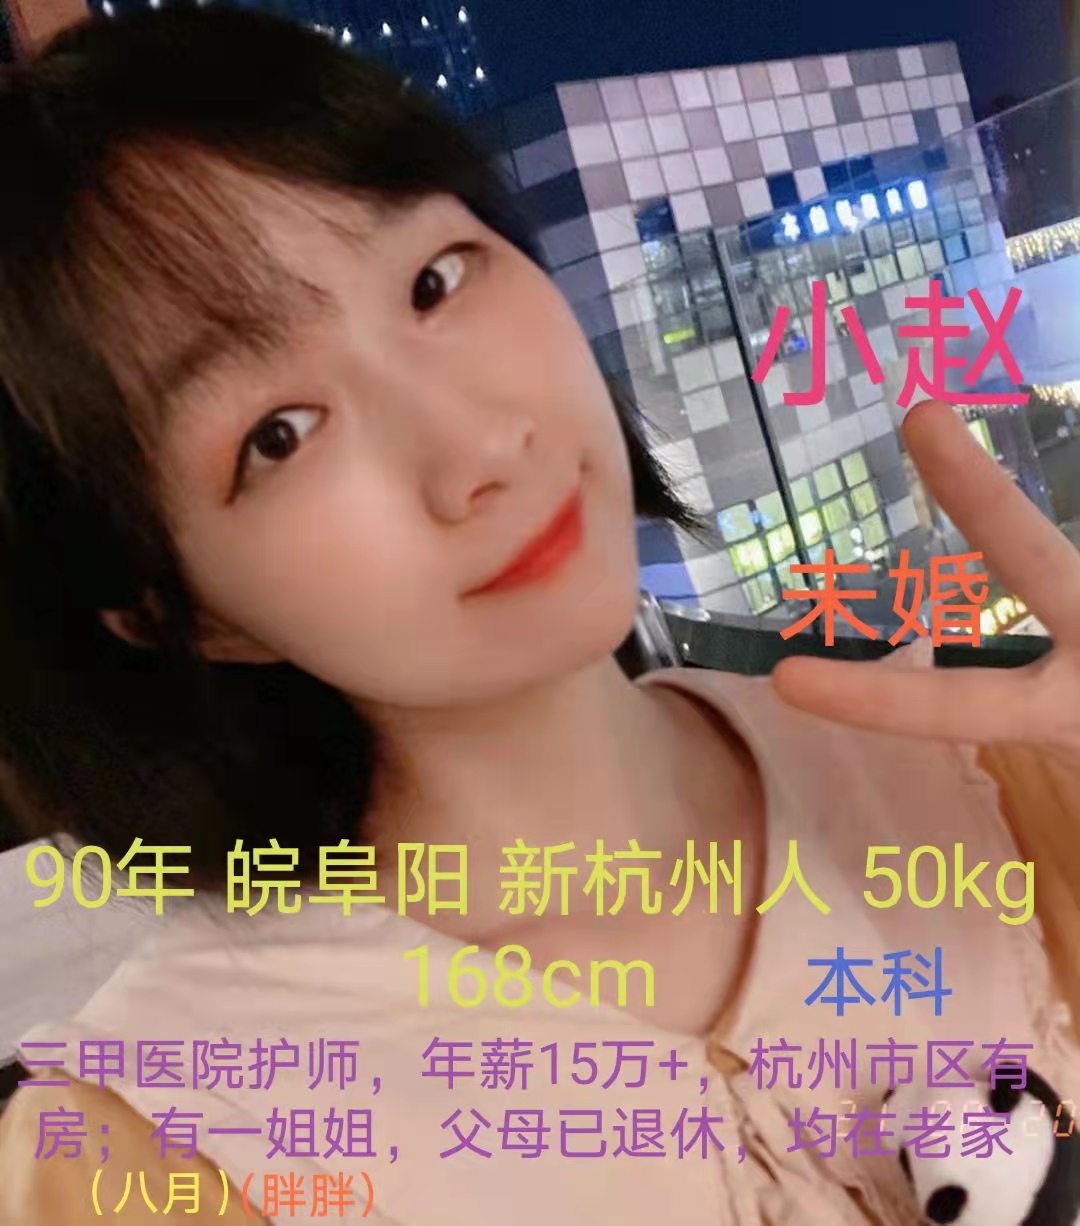 小赵
未婚
90年 皖阜阳 新杭州人 50kg
168cm 本科
三甲医院护师，年薪15万+，杭州市区有
房；有一姐姐，父母已退休，均在老家
（八月）(胖胖)